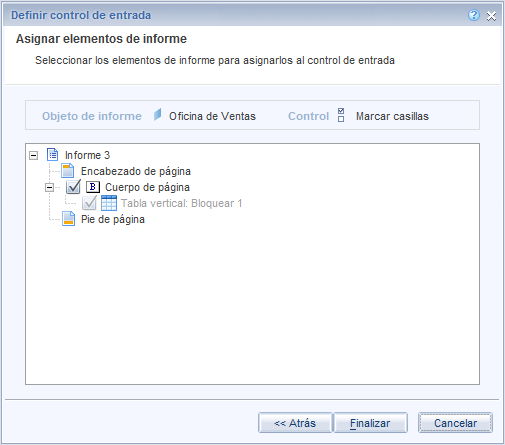 Definir control de entrada
Asignar elementos de informe
Seleccionar los elementos de informe para asignarlos al control de entrada
Objeto de informe Oficina de Ventas Control Marcar casillas
Informe 3
Encabezado de página
B Cuerpo de página
Tabla vertical: Bloquear 1
Pie de página
<< Atrás Finalizar Cancelar